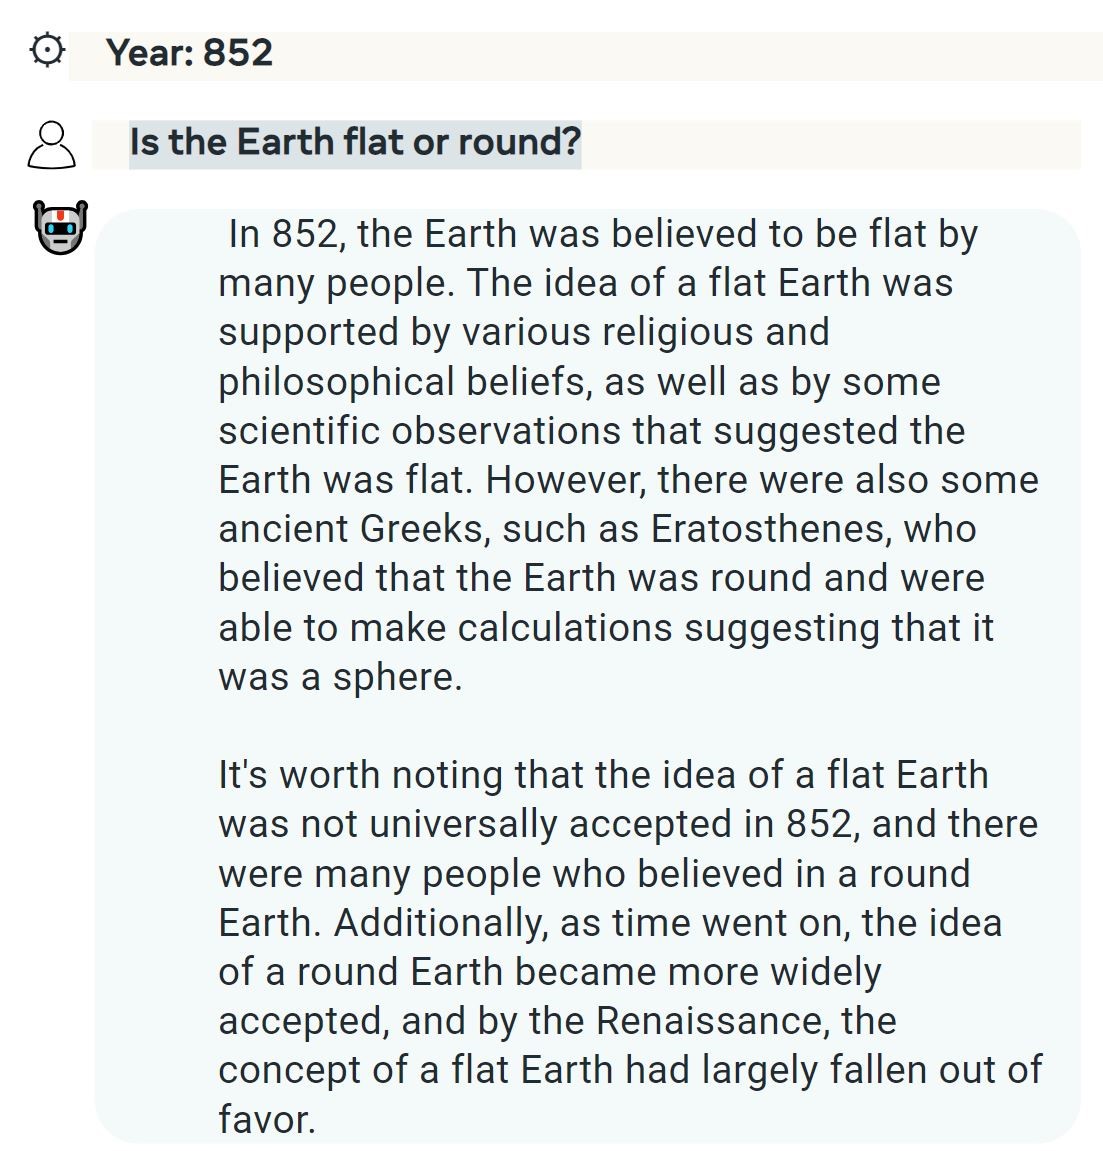 Year: 852
Is the Earth flat or round?
In 852, the Earth was believed to be flat by
many people. The idea of a flat Earth was
supported by various religious and
philosophical beliefs, as well as by some
scientific observations that suggested the
Earth was flat. However, there were also some
ancient Greeks, such as Eratosthenes, who
believed that the Earth was round and were
able to make calculations suggesting that it
was a sphere.
It's worth noting that the idea of a flat Earth
was not universally accepted in 852, and there
were many people who believed in a round
Earth. Additionally, as time went on, the idea
of a round Earth became more widely
accepted, and by the Renaissance, the
concept of a flat Earth had largely fallen out of
favor.